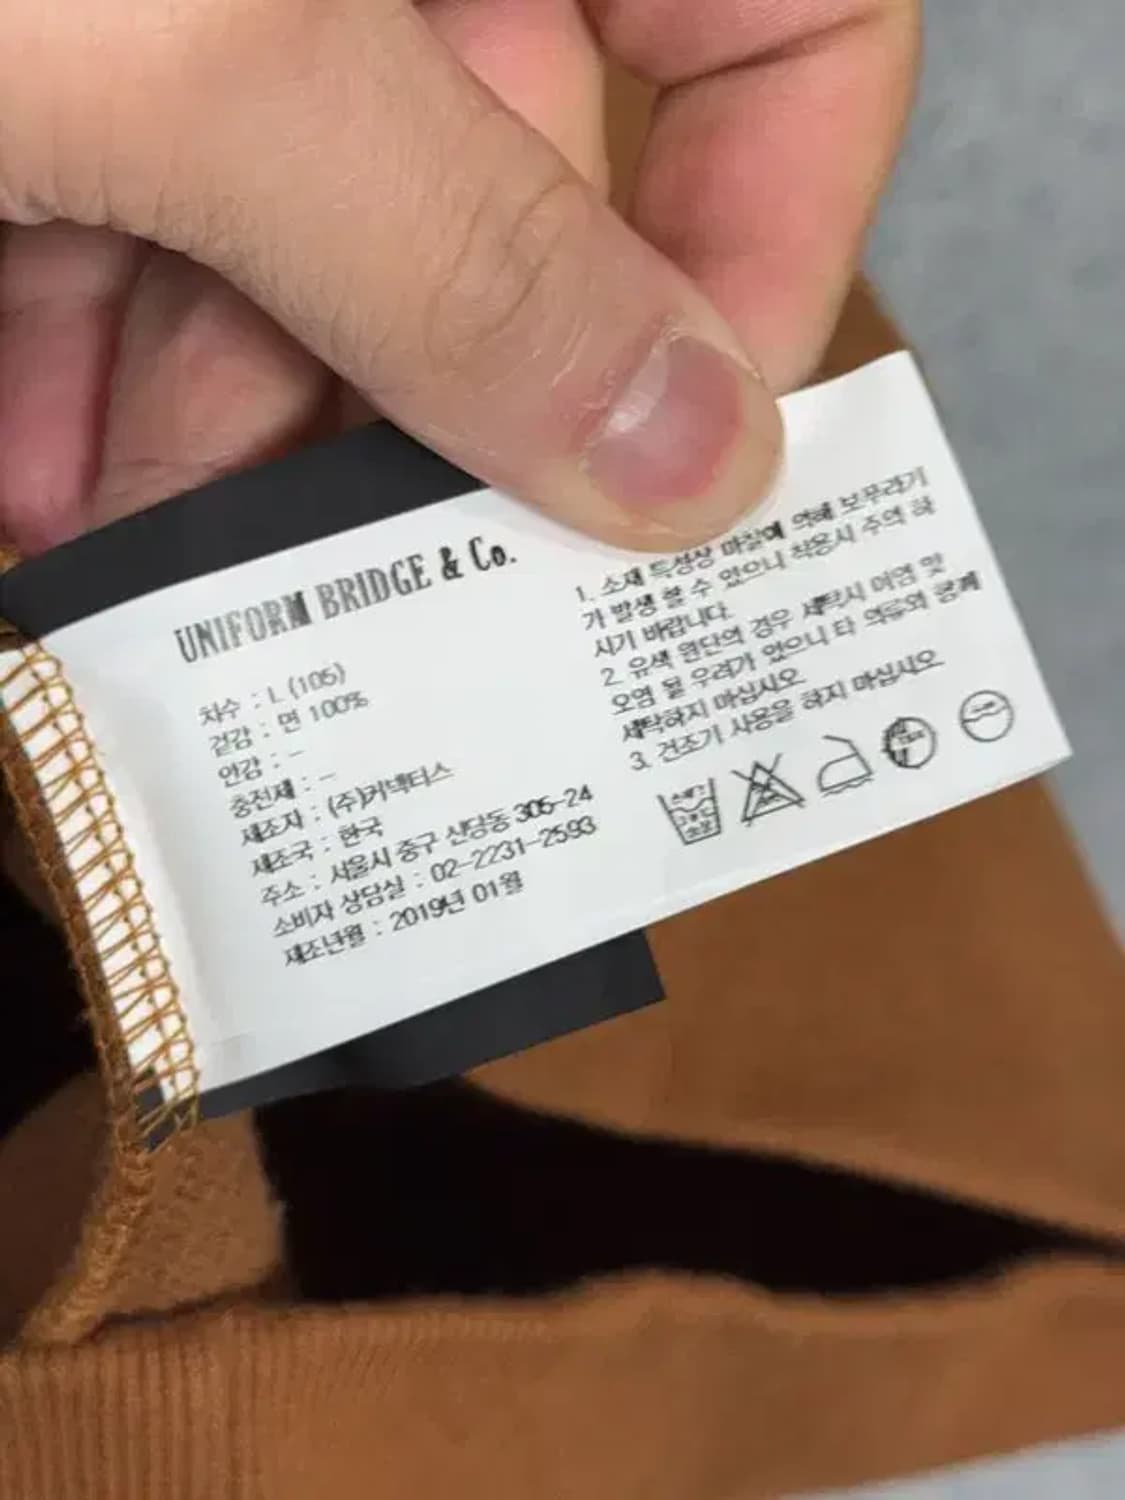 UNIFORM BRIDGE & Co.
치수 : L (105)
겉감 : 면 100%
안감 : -
충전재 : -
제조자 : (주)커넥터스
제조국 : 한국
주소 : 서울시 중구 신당동 305-24
소비자 상담실 : 02-2231-2593
제조년월 : 2019년 01월
1. 소재 특성상 마찰에 의해 보푸라기
가 발생 할 수 있으니 착용시 주의 하
시기 바랍니다.
2. 유색 원단의 경우 세탁시 이염 및
오염 될 우려가 있으니 타 의류와 함께
세탁하지 마십시오
3. 건조기 사용을 하지 마십시오